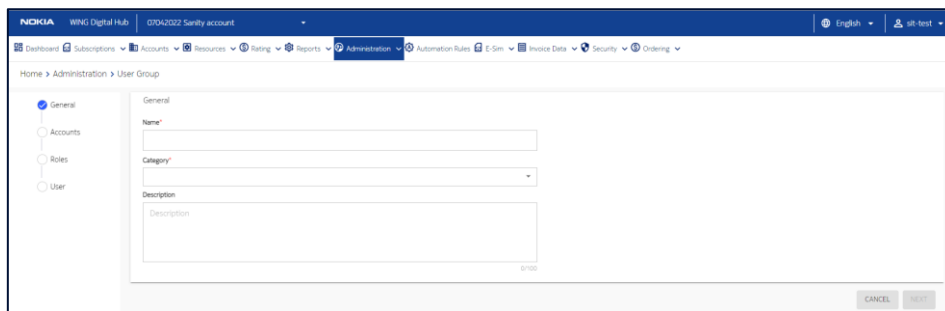 NOKIA WING Digital Hub 07042022 Sanity account English sit-test
Dashboard Subscriptions Accounts Resources Rating Reports Administration Automation Rules E-Sim Invoice Data Security Ordering
Home > Administration > User Group
General
Accounts
Roles
User
General
Name*
Category*
Description
Description
0/100
CANCEL NEXT